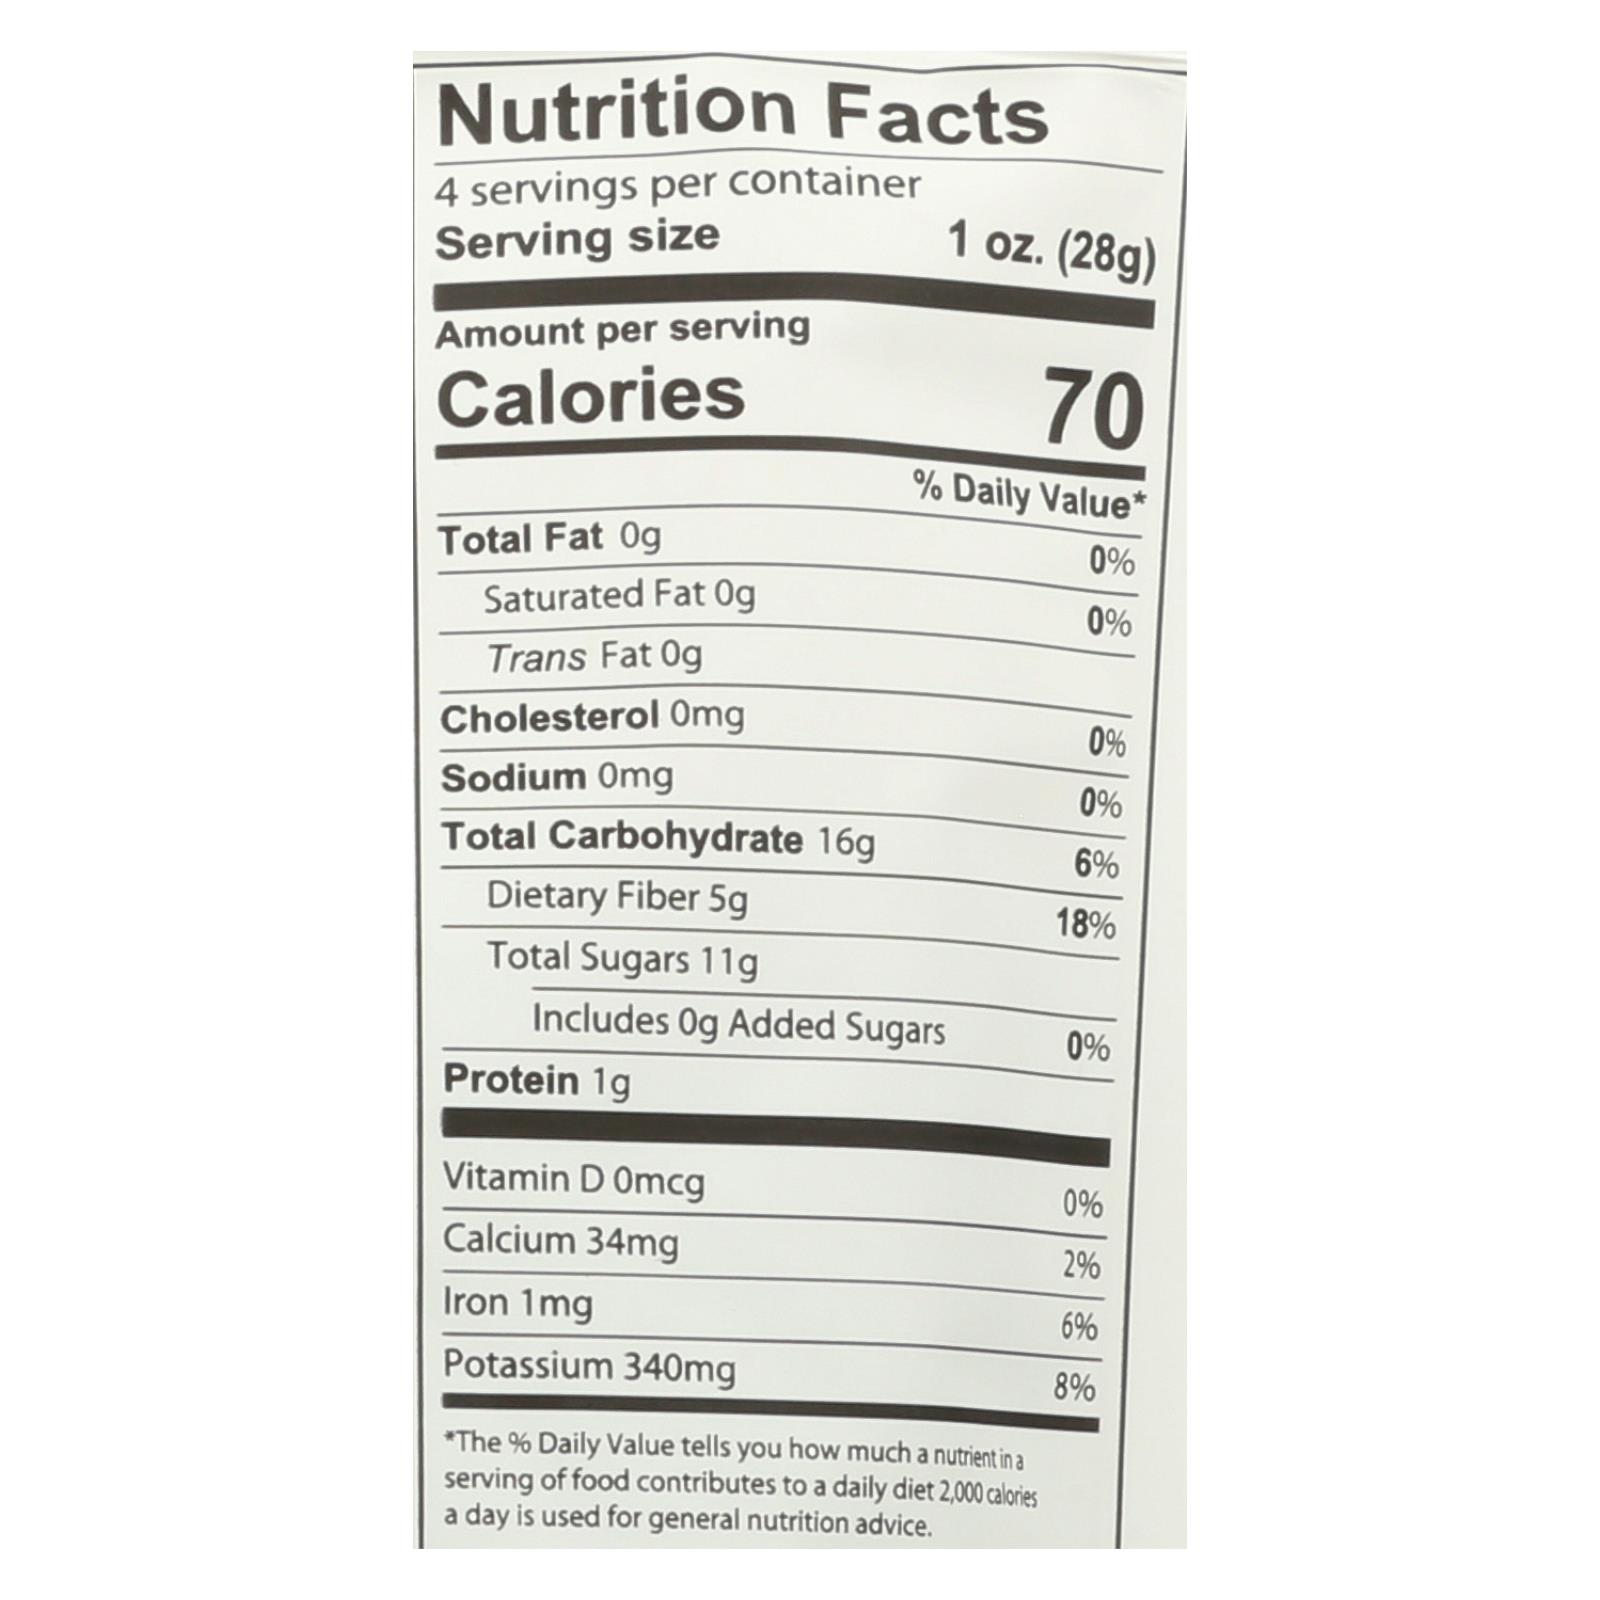 Nutrition Facts
4 servings per container
Serving size 1 oz. (28g)
Amount per serving
Calories 70
% Daily Value*
Total Fat 0g 0%
Saturated Fat 0g 0%
Trans Fat 0g
Cholesterol 0mg 0%
Sodium 0mg 0%
Total Carbohydrate 16g 6%
Dietary Fiber 5g 18%
Total Sugars 11g
Includes 0g Added Sugars 0%
Protein 1g
Vitamin D 0mcg 0%
Calcium 34mg 2%
Iron 1mg 6%
Potassium 340mg 8%
*The % Daily Value tells you how much a nutrient in a
serving of food contributes to a daily diet 2,000 calories
a day is used for general nutrition advice.